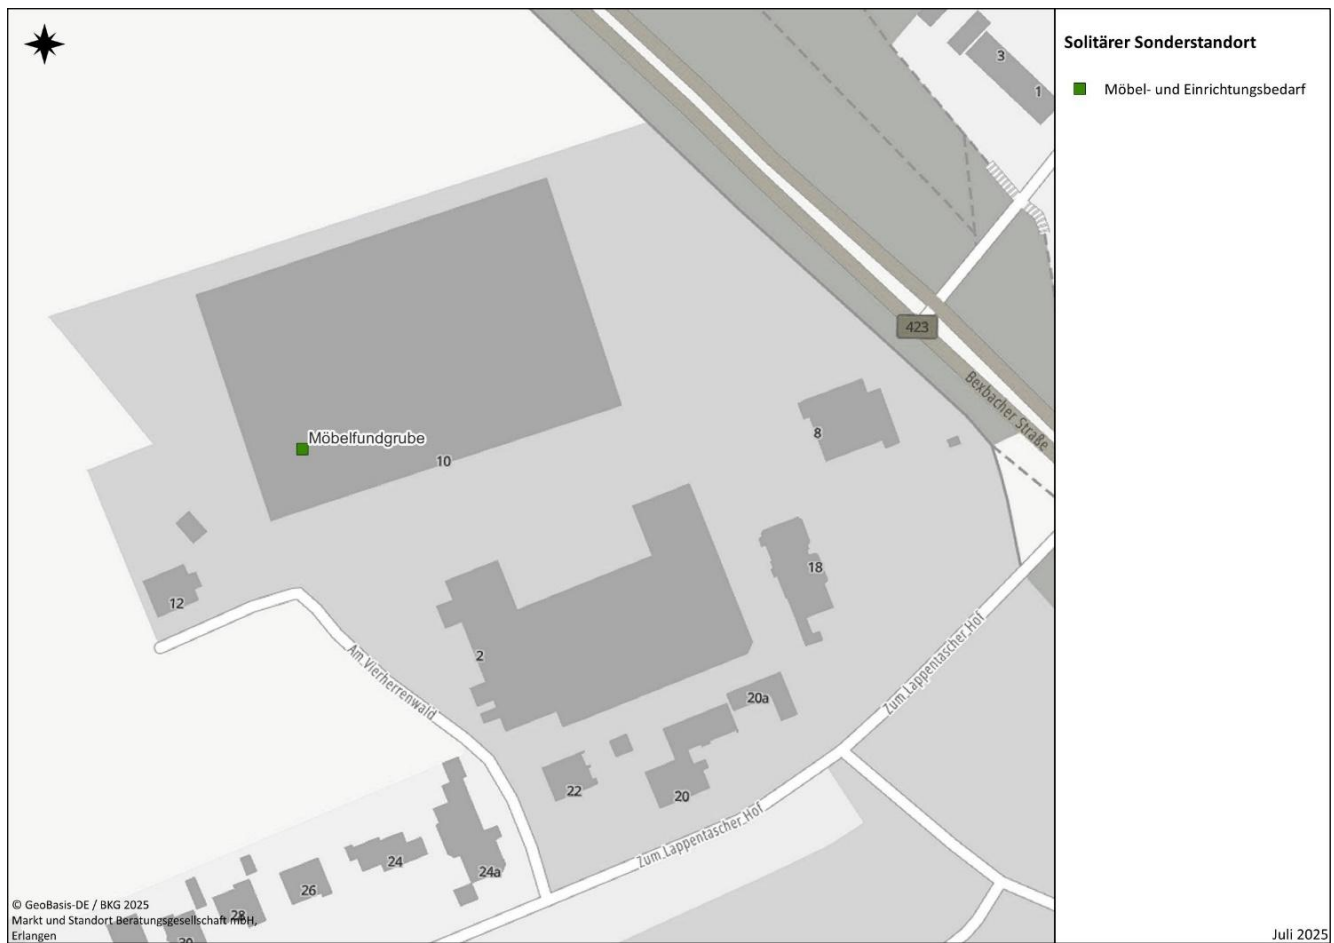 Solitärer Sonderstandort
Möbel- und Einrichtungsbedarf
3
1
423
Bexbacher Straße
8
Möbelfundgrube
10
12
18
2
Am Vierherrenwald
Zum Lappentascher Hof
20a
22
20
Zum Lappentascher Hof
24
24a
26
28
30
© GeoBasis-DE / BKG 2025
Markt und Standort Beratungsgesellschaft mbH,
Erlangen
Juli 2025